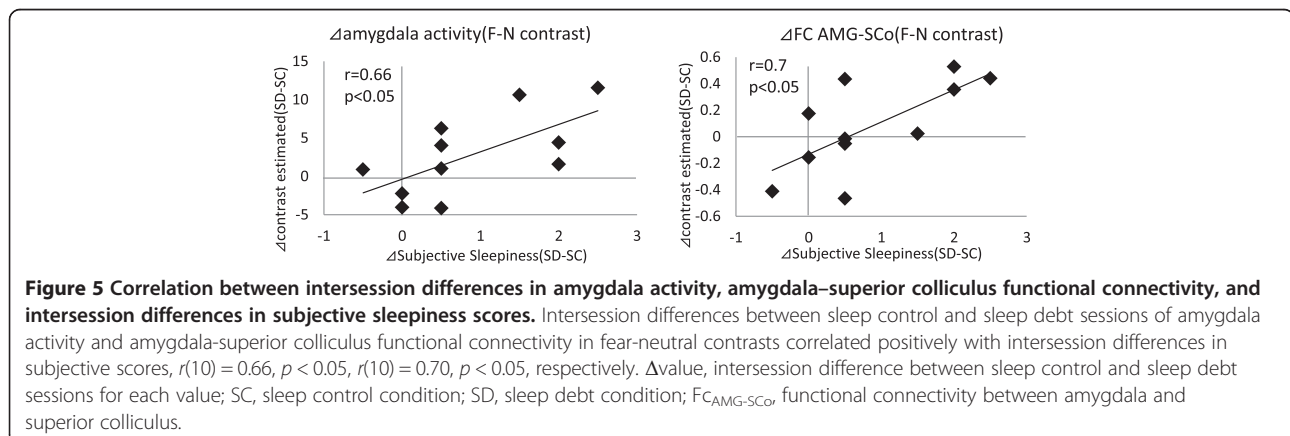 ⊿amygdala activity(F-N contrast)
15
10
5
0
-5
r=0.66
p<0.05
⊿contrast estimated(SD-SC)
-1
0
1
2
3
⊿Subjective Sleepiness(SD-SC)
⊿FC AMG-SCo(F-N contrast)
0.6
0.4
0.2
0
-0.2
-0.4
-0.6
r=0.7
p<0.05
⊿contrast estimated(SD-SC)
-1
0
1
2
3
⊿Subjective Sleepiness(SD-SC)
Figure 5 Correlation between intersession differences in amygdala activity, amygdala–superior colliculus functional connectivity, and
intersession differences in subjective sleepiness scores. Intersession differences between sleep control and sleep debt sessions of amygdala
activity and amygdala-superior colliculus functional connectivity in fear-neutral contrasts correlated positively with intersession differences in
subjective scores, r(10) = 0.66, p < 0.05, r(10) = 0.70, p < 0.05, respectively. Δvalue, intersession difference between sleep control and sleep debt
sessions for each value; SC, sleep control condition; SD, sleep debt condition; Fc_AMG-SCo, functional connectivity between amygdala and
superior colliculus.